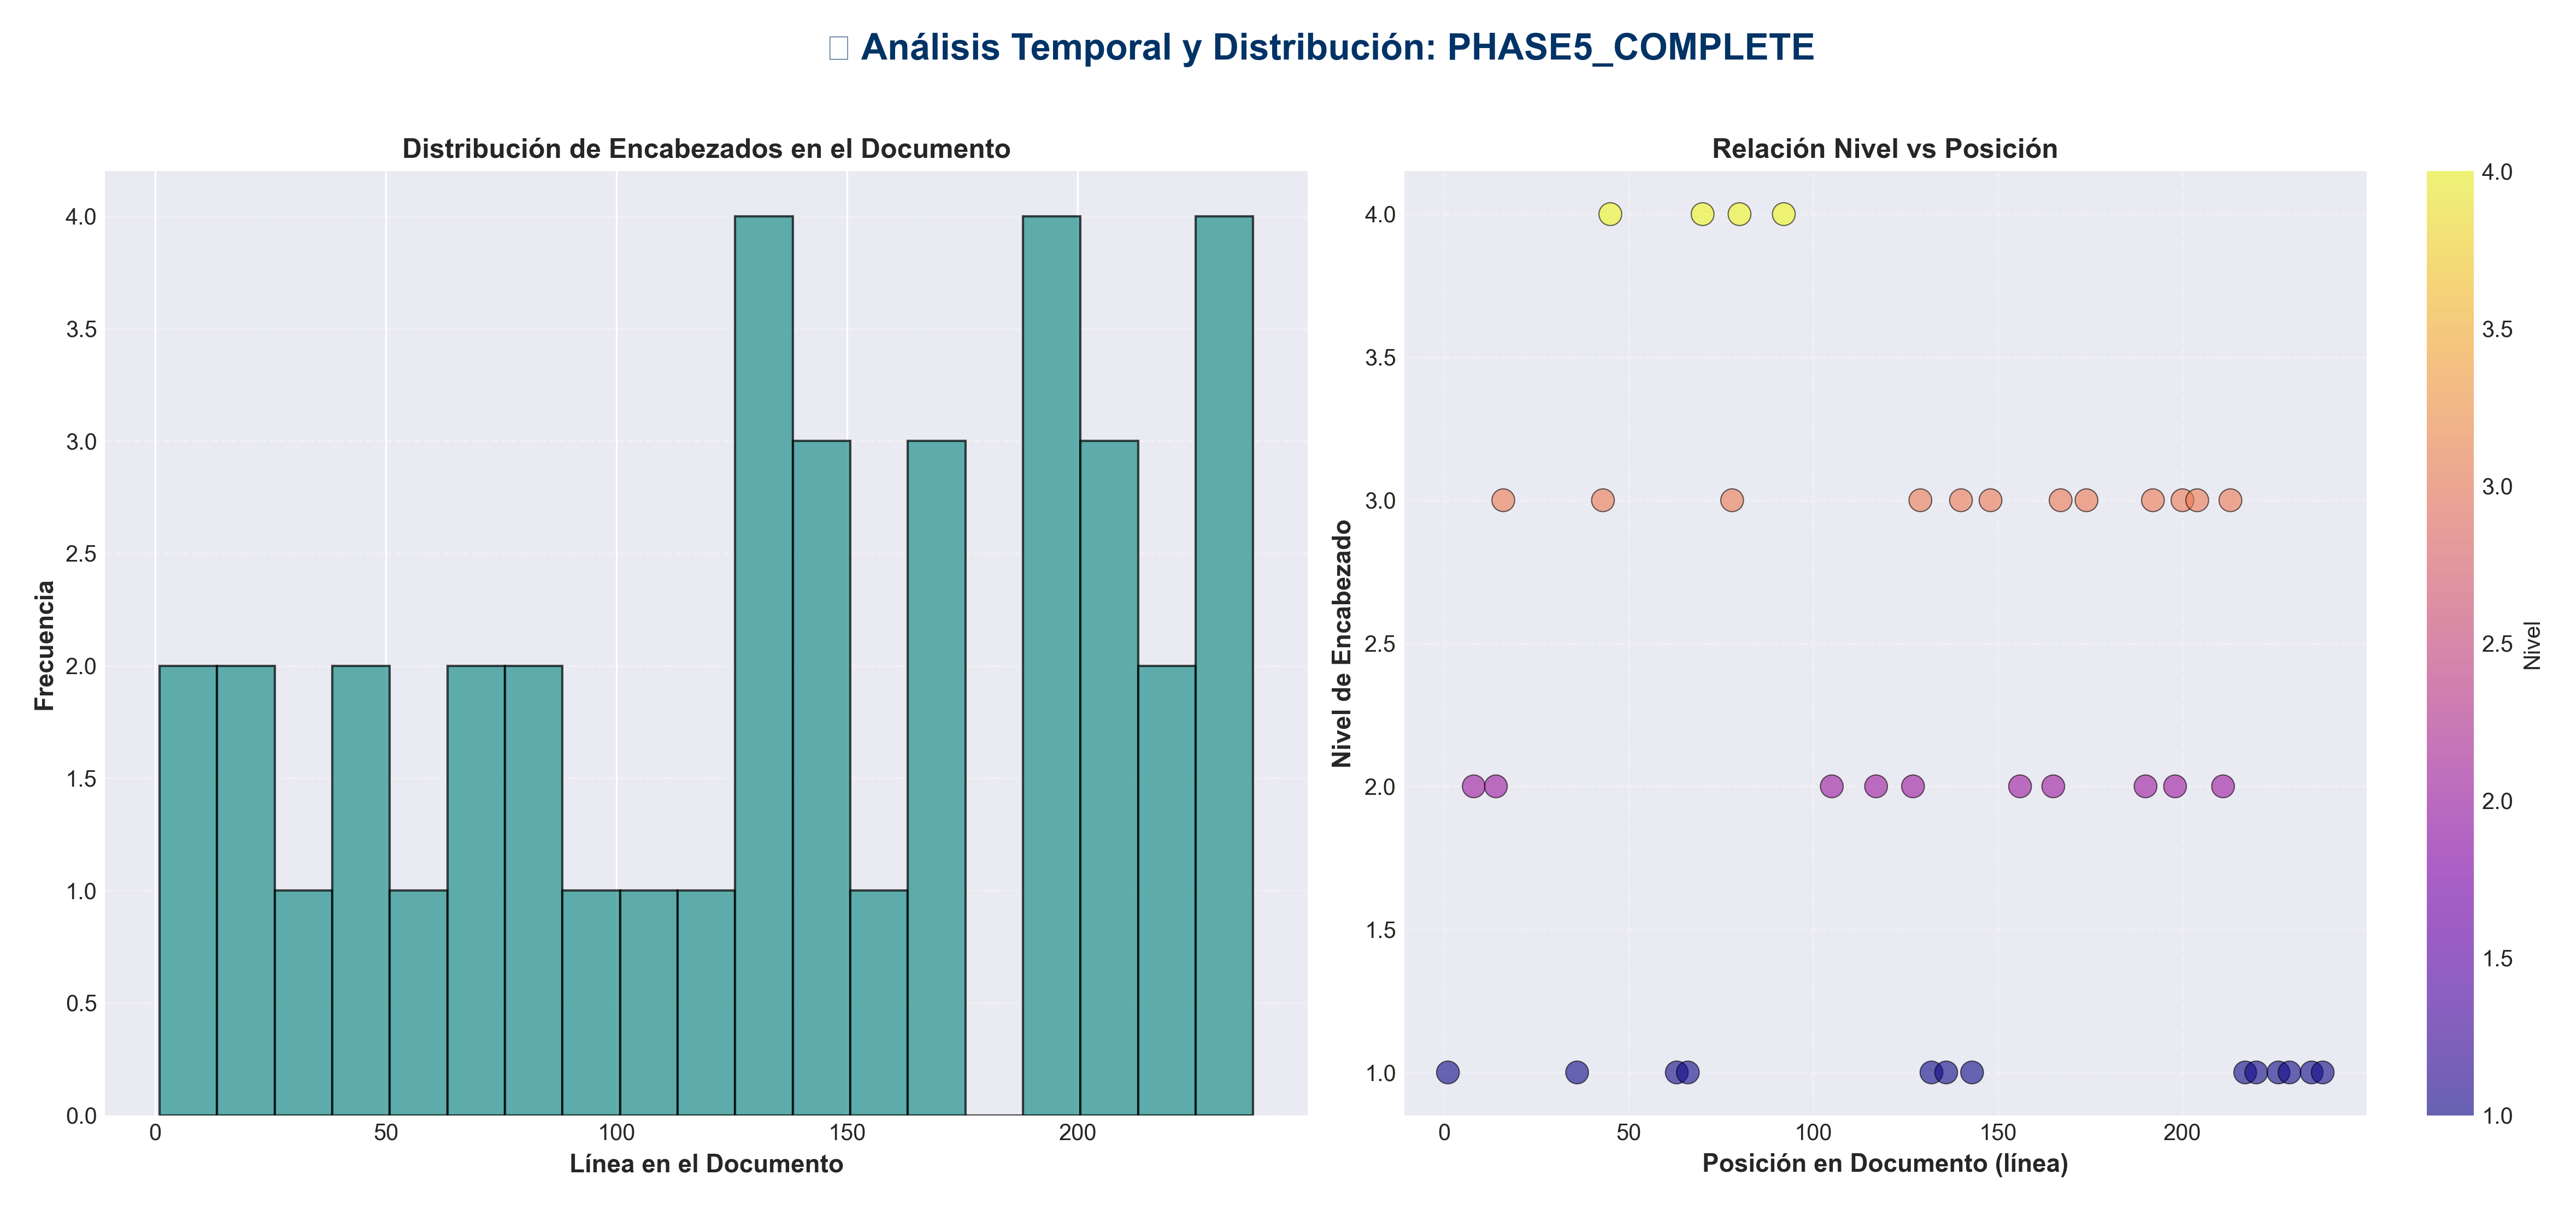 Análisis Temporal y Distribución: PHASE5_COMPLETE
Distribución de Encabezados en el Documento
Frecuencia
4.0
3.5
3.0
2.5
2.0
1.5
1.0
0.5
0.0
0 50 100 150 200
Línea en el Documento
Relación Nivel vs Posición
Nivel de Encabezado
4.0
3.5
3.0
2.5
2.0
1.5
1.0
0 50 100 150 200
Posición en Documento (línea)
4.0
3.5
3.0
2.5
2.0
1.5
1.0
Nivel